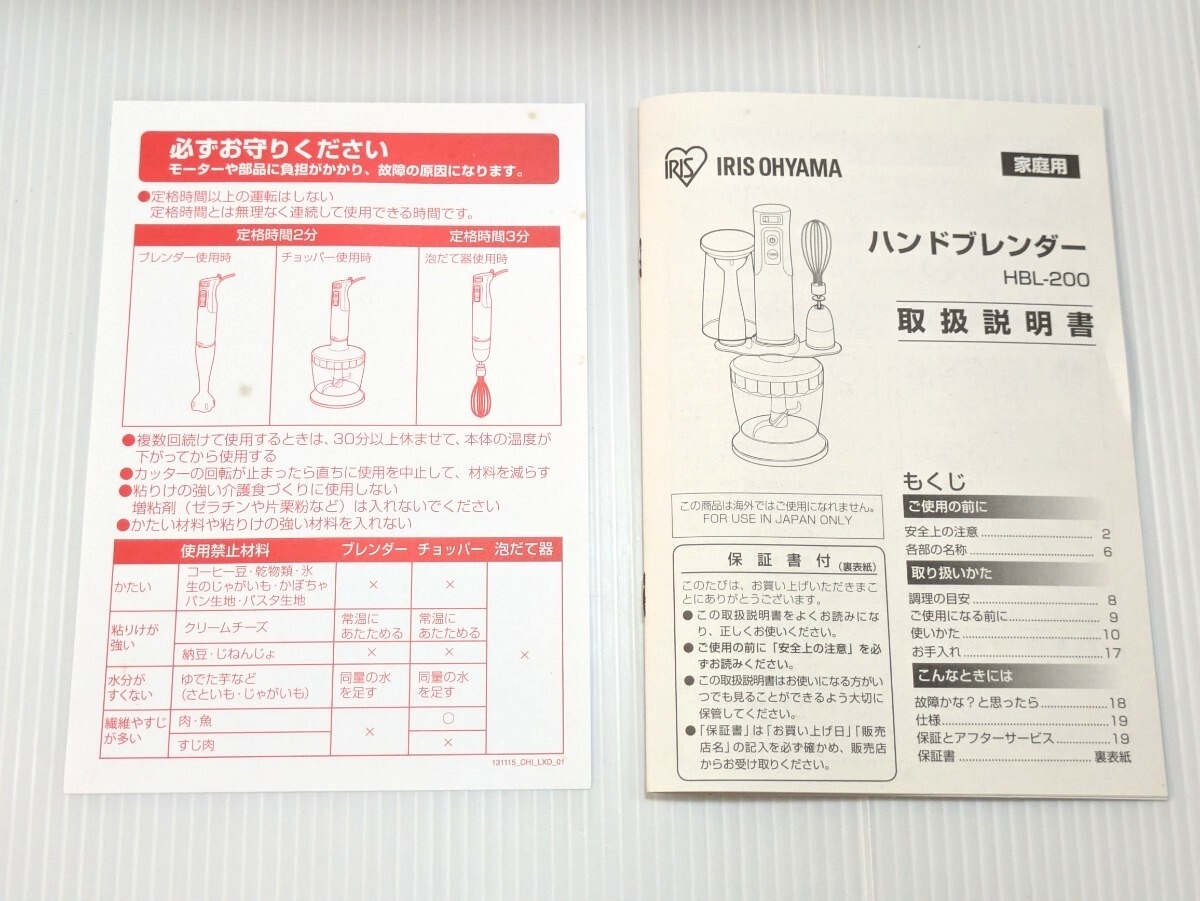 必ずお守りください
モーターや部品に負担がかかり、故障の原因になります。
●定格時間以上の運転はしない
定格時間とは無理なく連続して使用できる時間です。
定格時間2分 定格時間3分
ブレンダー使用時 チョッパー使用時 泡だて器使用時
●複数回続けて使用するときは、30分以上休ませて、本体の温度が
下がってから使用する
●カッターの回転が止まったら直ちに使用を中止して、材料を減らす
●粘りけの強い介護食づくりに使用しない
増粘剤（ゼラチンや片栗粉など）は入れないでください
●かたい材料や粘りけの強い材料を入れない
使用禁止材料 ブレンダー チョッパー 泡だて器
かたい
コーヒー豆・乾物類・氷
生のじゃがいも・かぼちゃ
パン生地・パスタ生地
× ×
粘りけが
強い
クリームチーズ
常温に
あたためる
常温に
あたためる
納豆・じねんじょ × ×
×
水分が
すくない
ゆでた芋など
（さといも・じゃがいも）
同量の水
を足す
同量の水
を足す
繊維やすじ
が多い
肉・魚 ○
×
すじ肉 ×
131115_CHI_LXD_01
IRIS IRIS OHYAMA
家庭用
ハンドブレンダー
HBL-200
取扱説明書
この商品は海外ではご使用になれません。
FOR USE IN JAPAN ONLY
保証書付（裏表紙）
このたびは、お買い上げいただきまこ
とにありがとうございます。
●この取扱説明書をよくお読みにな
り、正しくお使いください。
●ご使用の前に「安全上の注意」を必
ずお読みください。
●この取扱説明書はお使いになる方がい
つでも見ることができるよう大切に
保管してください。
●「保証書」は「お買い上げ日」「販売
店名」の記入を必ず確かめ、販売店
からお受け取りください。
もくじ
ご使用の前に
安全上の注意 2
各部の名称 6
取り扱いかた
調理の目安 8
ご使用になる前に 9
使いかた 10
お手入れ 17
こんなときには
故障かな？と思ったら 18
仕様 19
保証とアフターサービス 19
保証書 裏表紙